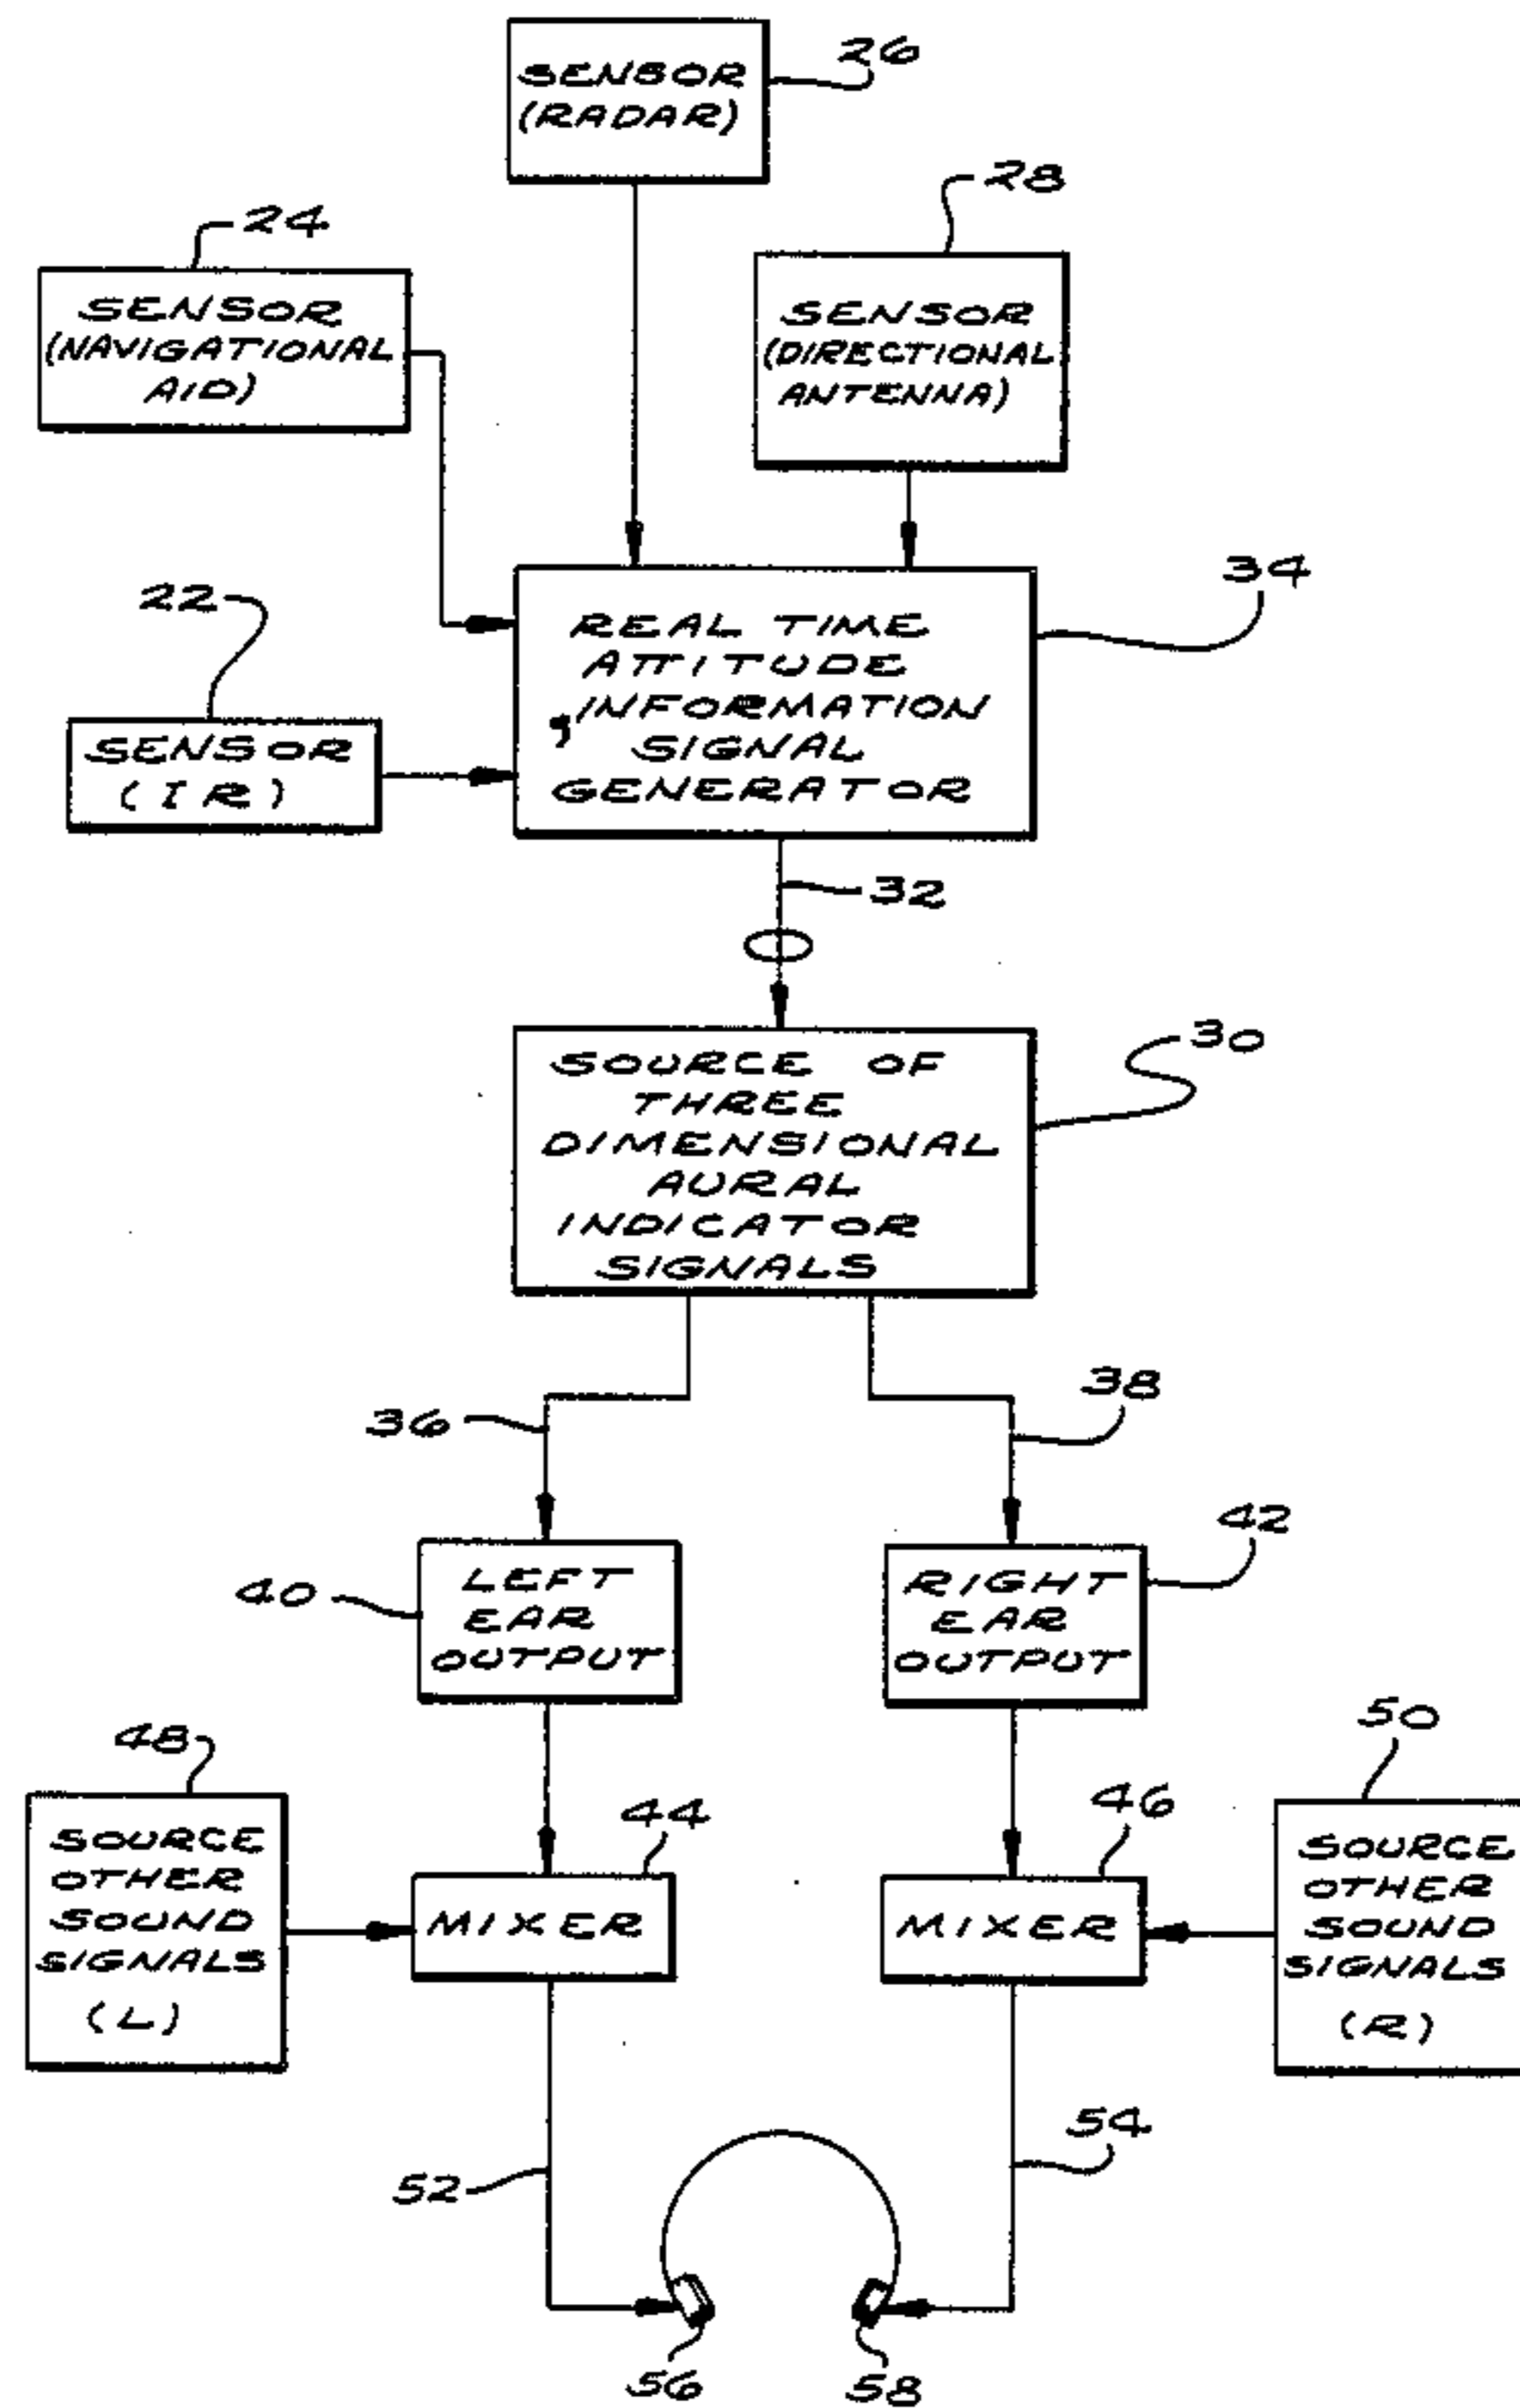 26
SENSOR
(RADAR)
28
24
SENSOR
(NAVIGATIONAL
AID)
SENSOR
(DIRECTIONAL
ANTENNA)
34
22
REAL TIME
ATTITUDE
, INFORMATION
SIGNAL
GENERATOR
SENSOR
(IR)
32
30
SOURCE OF
THREE
DIMENSIONAL
AURAL
INDICATOR
SIGNALS
36
38
40
LEFT
EAR
OUTPUT
42
RIGHT
EAR
OUTPUT
48
50
44
46
SOURCE
OTHER
SOUND
SIGNALS
(L)
MIXER
MIXER
SOURCE
OTHER
SOUND
SIGNALS
(R)
52
54
56
58